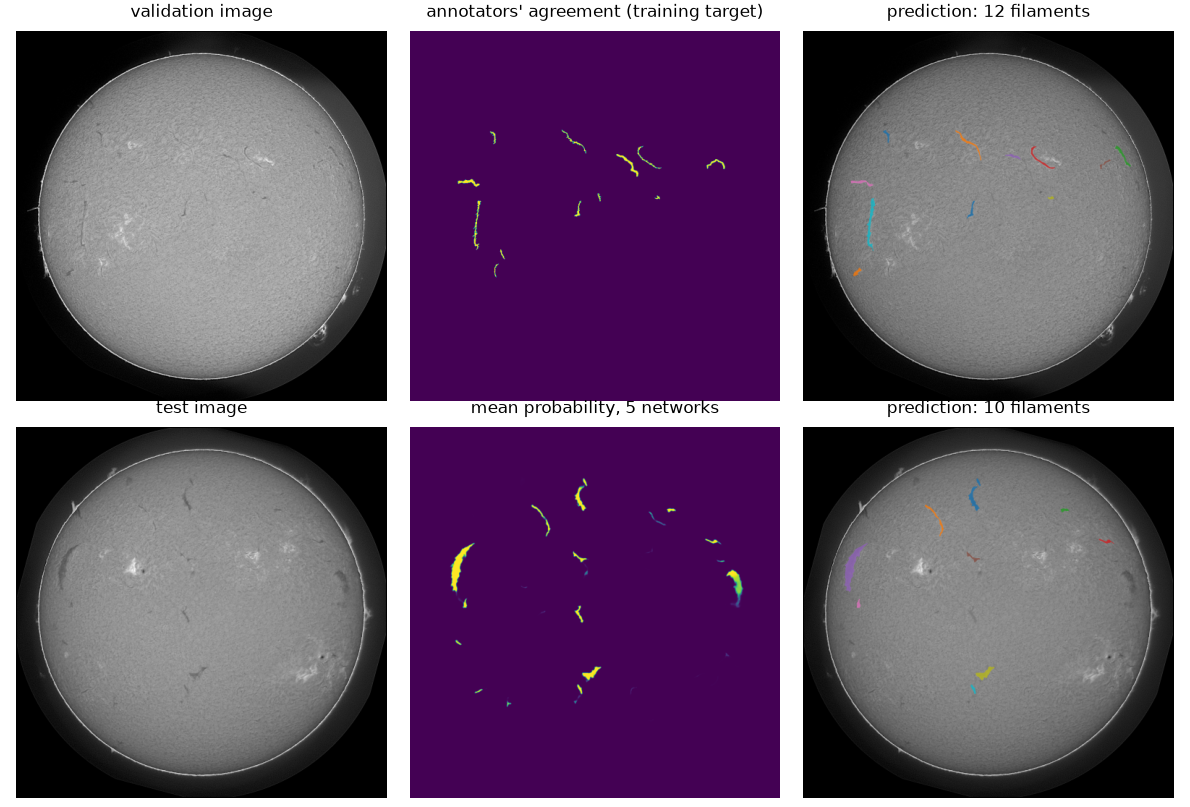 validation image
annotators' agreement (training target)
prediction: 12 filaments
test image
mean probability, 5 networks
prediction: 10 filaments